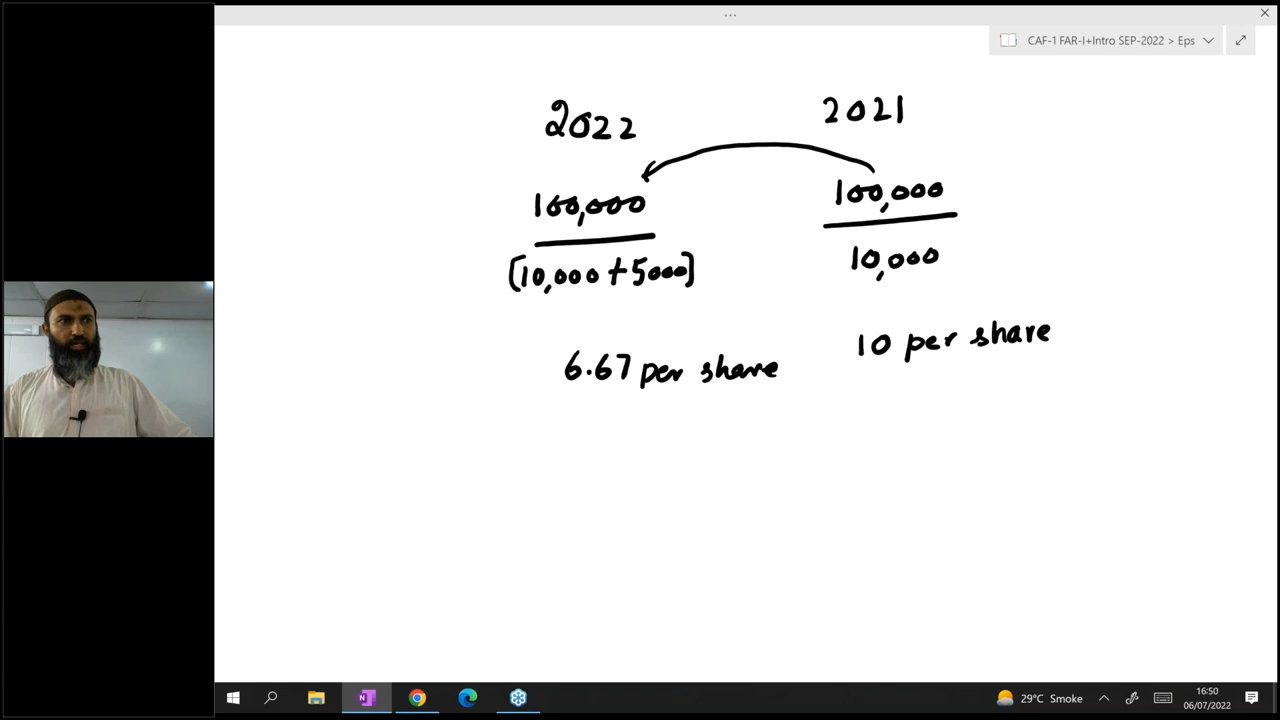 CAF-1 FAR-I+Intro SEP-2022 > Eps
2022 2021
100,000 100,000
(10,000 + 5000) 10,000
6.67 per share 10 per share
29°C Smoke
16:50
06/07/2022